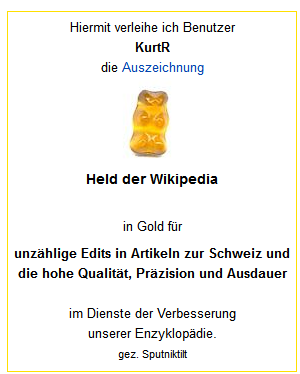 Hiermit verleihe ich Benutzer
KurtR
die Auszeichnung
Held der Wikipedia
in Gold für
unzählige Edits in Artikeln zur Schweiz und
die hohe Qualität, Präzision und Ausdauer
im Dienste der Verbesserung
unserer Enzyklopädie.
gez. Sputniktilt